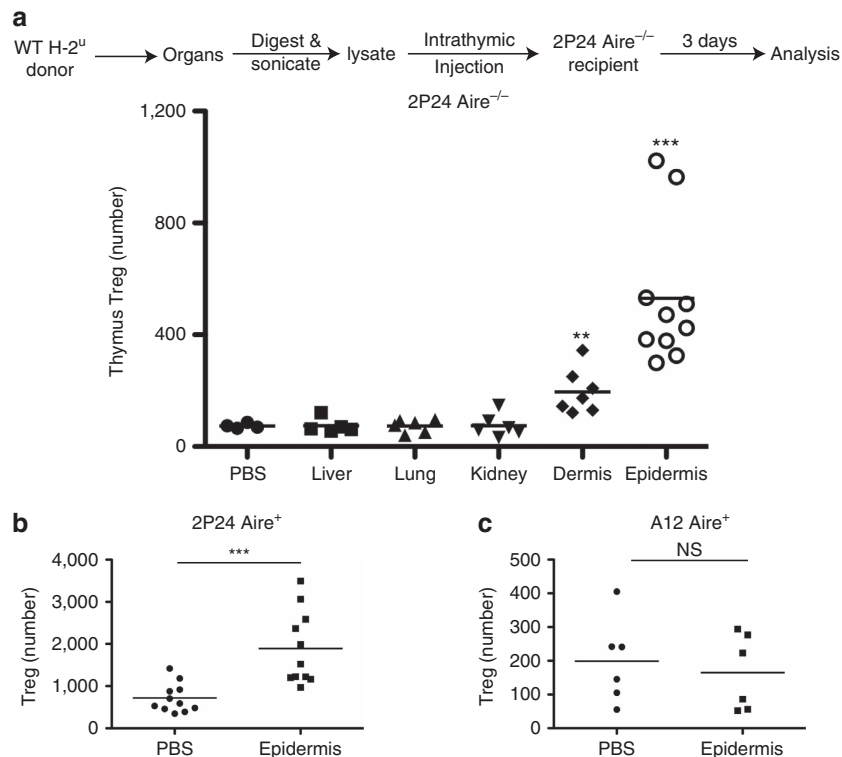 a
WT H-2ᵘ donor
Organs
Digest & sonicate
lysate
Intrathymic Injection
2P24 Aire⁻/⁻ recipient
3 days
Analysis
2P24 Aire⁻/⁻
1,200
800
400
0
Thymus Treg (number)
**
***
PBS Liver Lung Kidney Dermis Epidermis
b
2P24 Aire⁺
***
4,000
3,000
2,000
1,000
0
Treg (number)
PBS Epidermis
c
A12 Aire⁺
NS
500
400
300
200
100
0
Treg (number)
PBS Epidermis